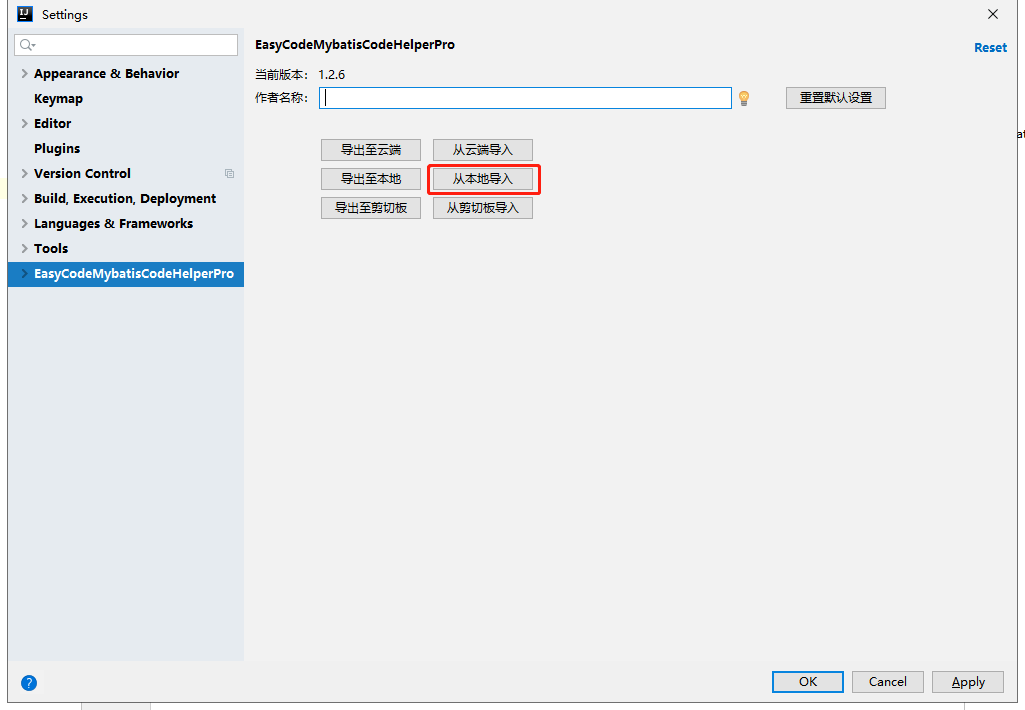 Settings
EasyCodeMybatisCodeHelperPro
Reset
当前版本： 1.2.6
作者名称：
重置默认设置
Appearance & Behavior
Keymap
Editor
Plugins
Version Control
Build, Execution, Deployment
Languages & Frameworks
Tools
EasyCodeMybatisCodeHelperPro
导出至云端 从云端导入
导出至本地 从本地导入
导出至剪切板 从剪切板导入
at
?
OK Cancel Apply